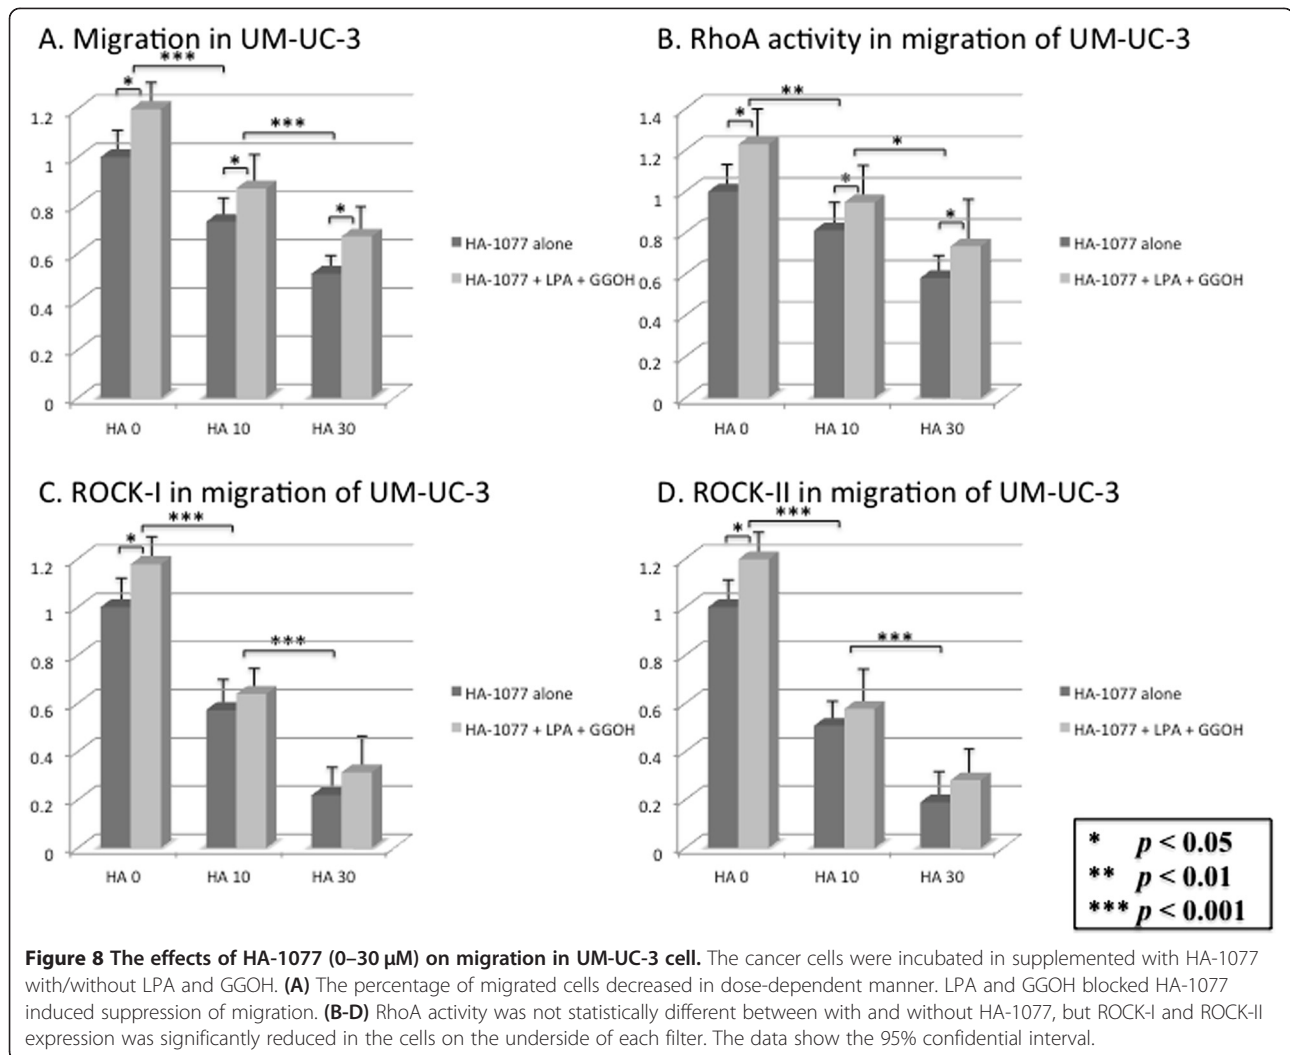 A. Migration in UM-UC-3
***
*
***
*
*
1.2
1
0.8
0.6
0.4
0.2
0
HA 0 HA 10 HA 30
HA-1077 alone
HA-1077 + LPA + GGOH
B. RhoA activity in migration of UM-UC-3
**
*
*
*
*
1.4
1.2
1
0.8
0.6
0.4
0.2
0
HA 0 HA 10 HA 30
HA-1077 alone
HA-1077 + LPA + GGOH
C. ROCK-I in migration of UM-UC-3
***
*
***
1.2
1
0.8
0.6
0.4
0.2
0
HA 0 HA 10 HA 30
HA-1077 alone
HA-1077 + LPA + GGOH
D. ROCK-II in migration of UM-UC-3
***
*
***
1.2
1
0.8
0.6
0.4
0.2
0
HA 0 HA 10 HA 30
HA-1077 alone
HA-1077 + LPA + GGOH
* p < 0.05
** p < 0.01
*** p < 0.001
Figure 8 The effects of HA-1077 (0–30 μM) on migration in UM-UC-3 cell. The cancer cells were incubated in supplemented with HA-1077
with/without LPA and GGOH. (A) The percentage of migrated cells decreased in dose-dependent manner. LPA and GGOH blocked HA-1077
induced suppression of migration. (B-D) RhoA activity was not statistically different between with and without HA-1077, but ROCK-I and ROCK-II
expression was significantly reduced in the cells on the underside of each filter. The data show the 95% confidential interval.